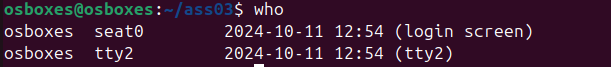 osboxes@osboxes:~/ass03$ who
osboxes  seat0        2024-10-11 12:54 (login screen)
osboxes  tty2         2024-10-11 12:54 (tty2)